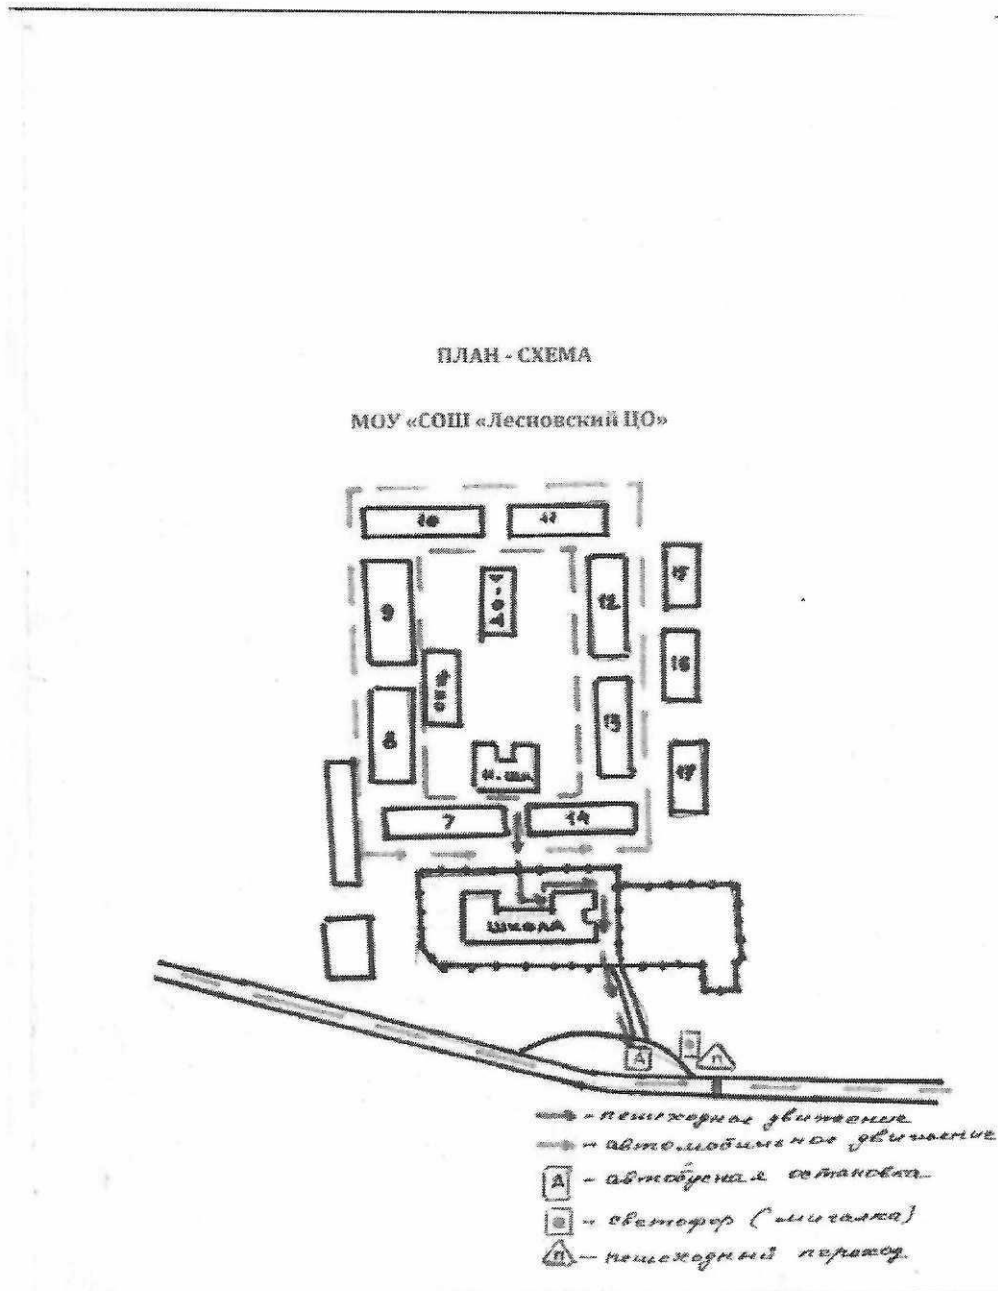 ПЛАН - СХЕМА
МОУ «СОШ «Лесновский ЦО»
10
11
9
12
15
16
8
13
17
н. шк
7
14
ШКОЛА
А
п
- пешеходное движение
- автомобильное движение
А - автобусная остановка
- светофор (мигалка)
п - пешеходный переход